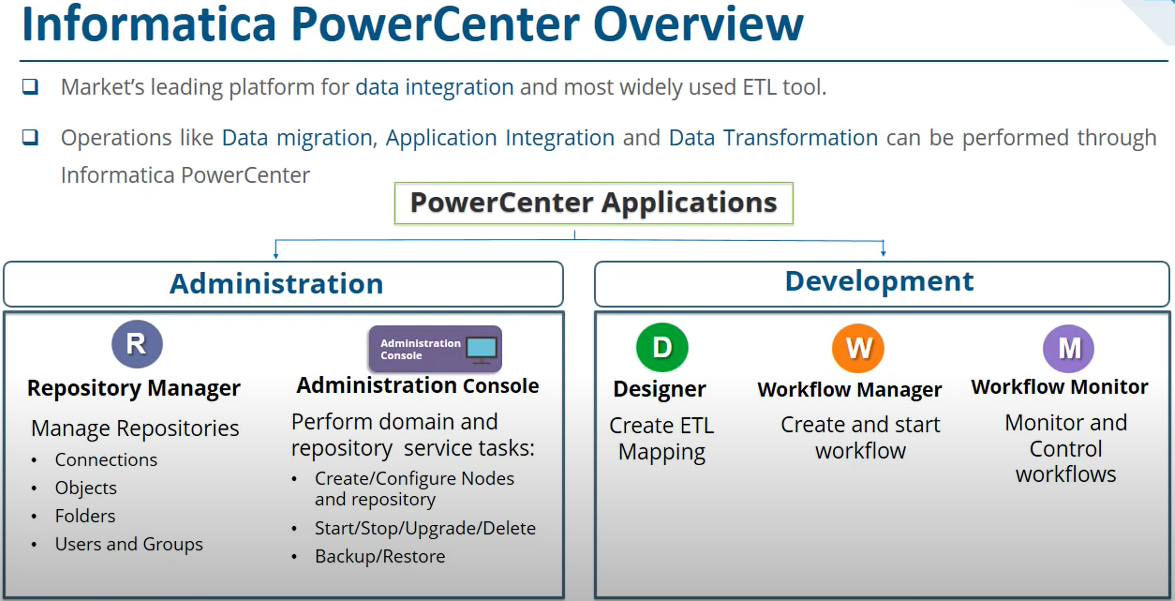 Informatica PowerCenter Overview
Market's leading platform for data integration and most widely used ETL tool.
Operations like Data migration, Application Integration and Data Transformation can be performed through
Informatica PowerCenter
PowerCenter Applications
Administration
R
Repository Manager
Manage Repositories
• Connections
• Objects
• Folders
• Users and Groups
Administration
Console
Administration Console
Perform domain and
repository service tasks:
• Create/Configure Nodes
and repository
• Start/Stop/Upgrade/Delete
• Backup/Restore
Development
D
Designer
Create ETL
Mapping
W
Workflow Manager
Create and start
workflow
M
Workflow Monitor
Monitor and
Control
workflows